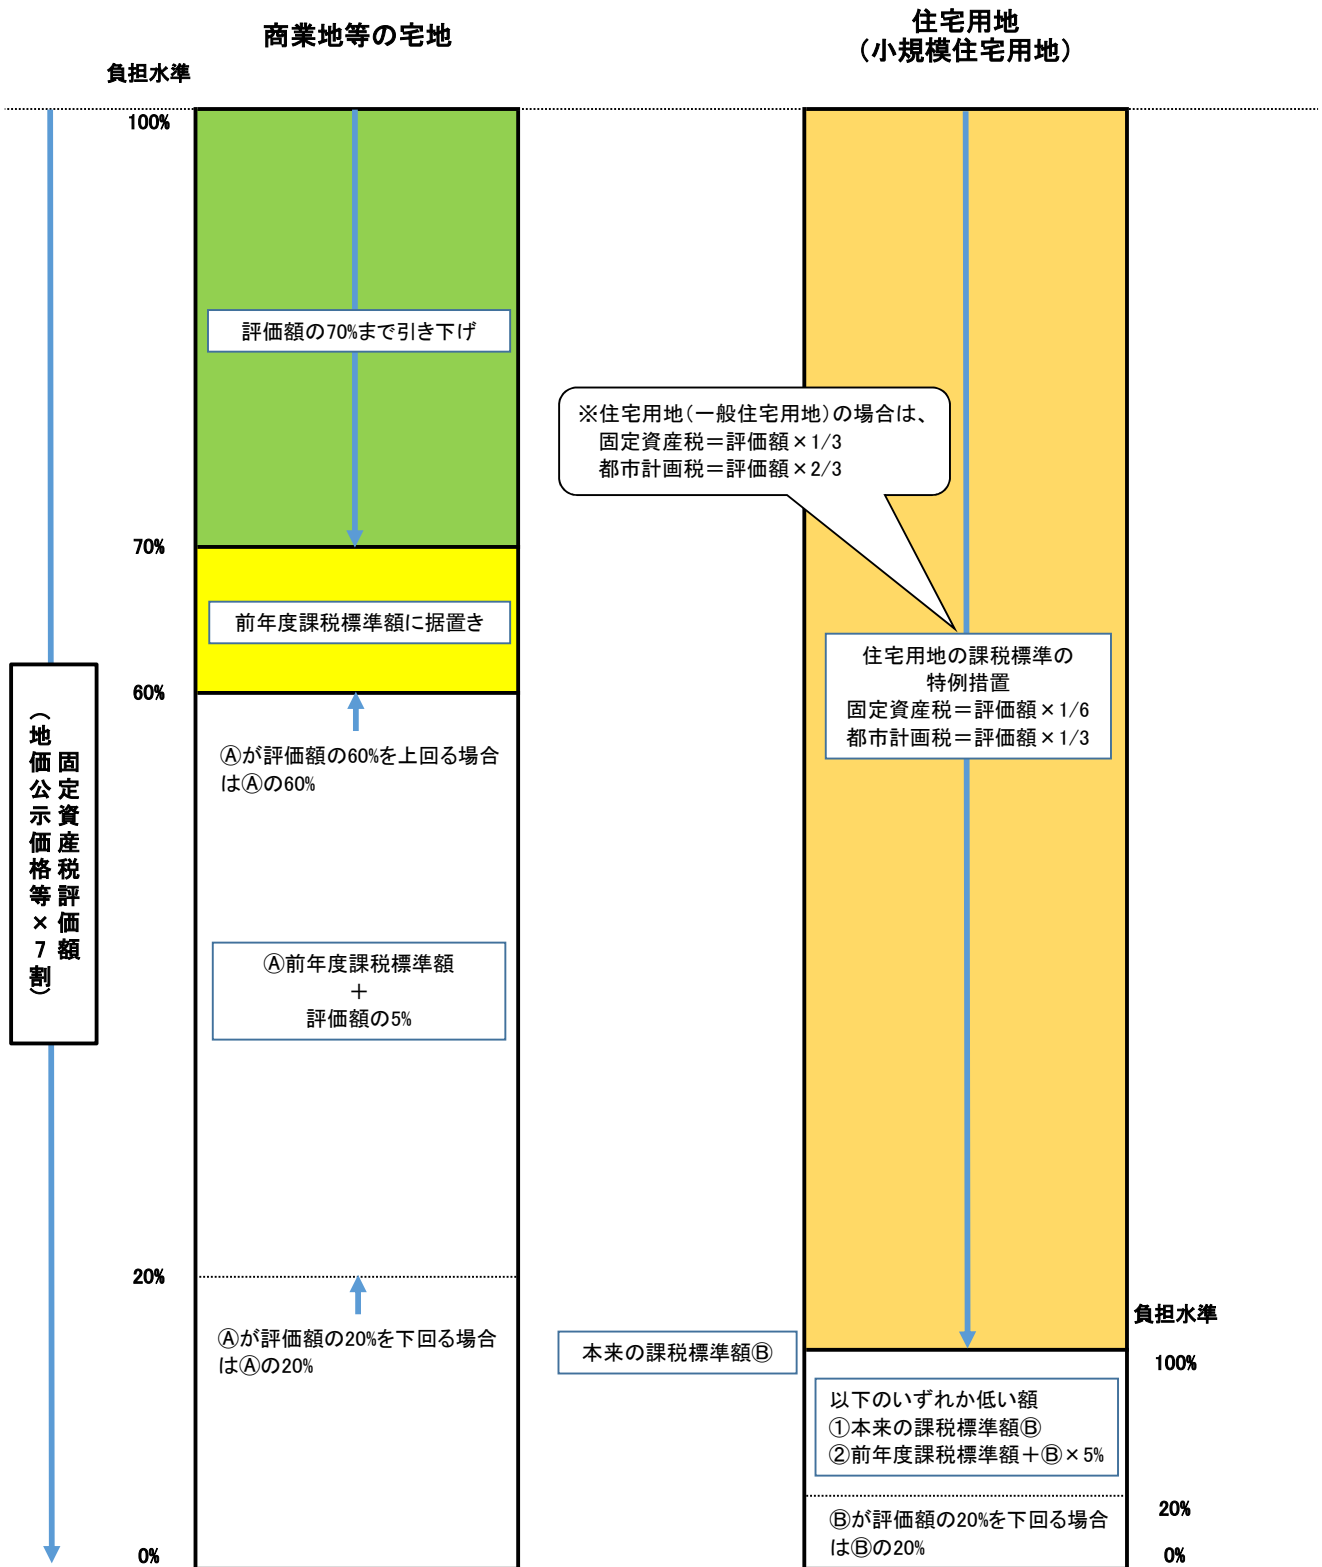 商業地等の宅地
住宅用地
（小規模住宅用地）
負担水準
100%
評価額の70%まで引き下げ
※住宅用地（一般住宅用地）の場合は、
固定資産税＝評価額×1/3
都市計画税＝評価額×2/3
70%
前年度課税標準額に据置き
住宅用地の課税標準の
特例措置
固定資産税＝評価額×1/6
都市計画税＝評価額×1/3
60%
固定資産税評価額
（地価公示価格等×7割）
Ⓐが評価額の60%を上回る場合
はⒶの60%
Ⓐ前年度課税標準額
＋
評価額の5%
20%
Ⓐが評価額の20%を下回る場合
はⒶの20%
本来の課税標準額Ⓑ
負担水準
100%
以下のいずれか低い額
①本来の課税標準額Ⓑ
②前年度課税標準額＋Ⓑ×5%
20%
Ⓑが評価額の20%を下回る場合
はⒷの20%
0%
0%